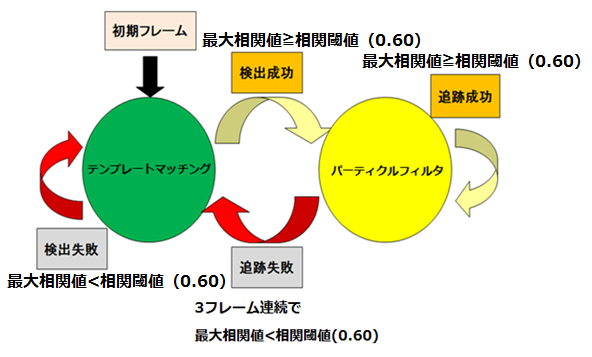 初期フレーム
最大相関値≧相関閾値（0.60）
最大相関値≧相関閾値（0.60）
検出成功
追跡成功
テンプレートマッチング
パーティクルフィルタ
検出失敗
追跡失敗
最大相関値<相関閾値（0.60）
3フレーム連続で
最大相関値<相関閾値(0.60)